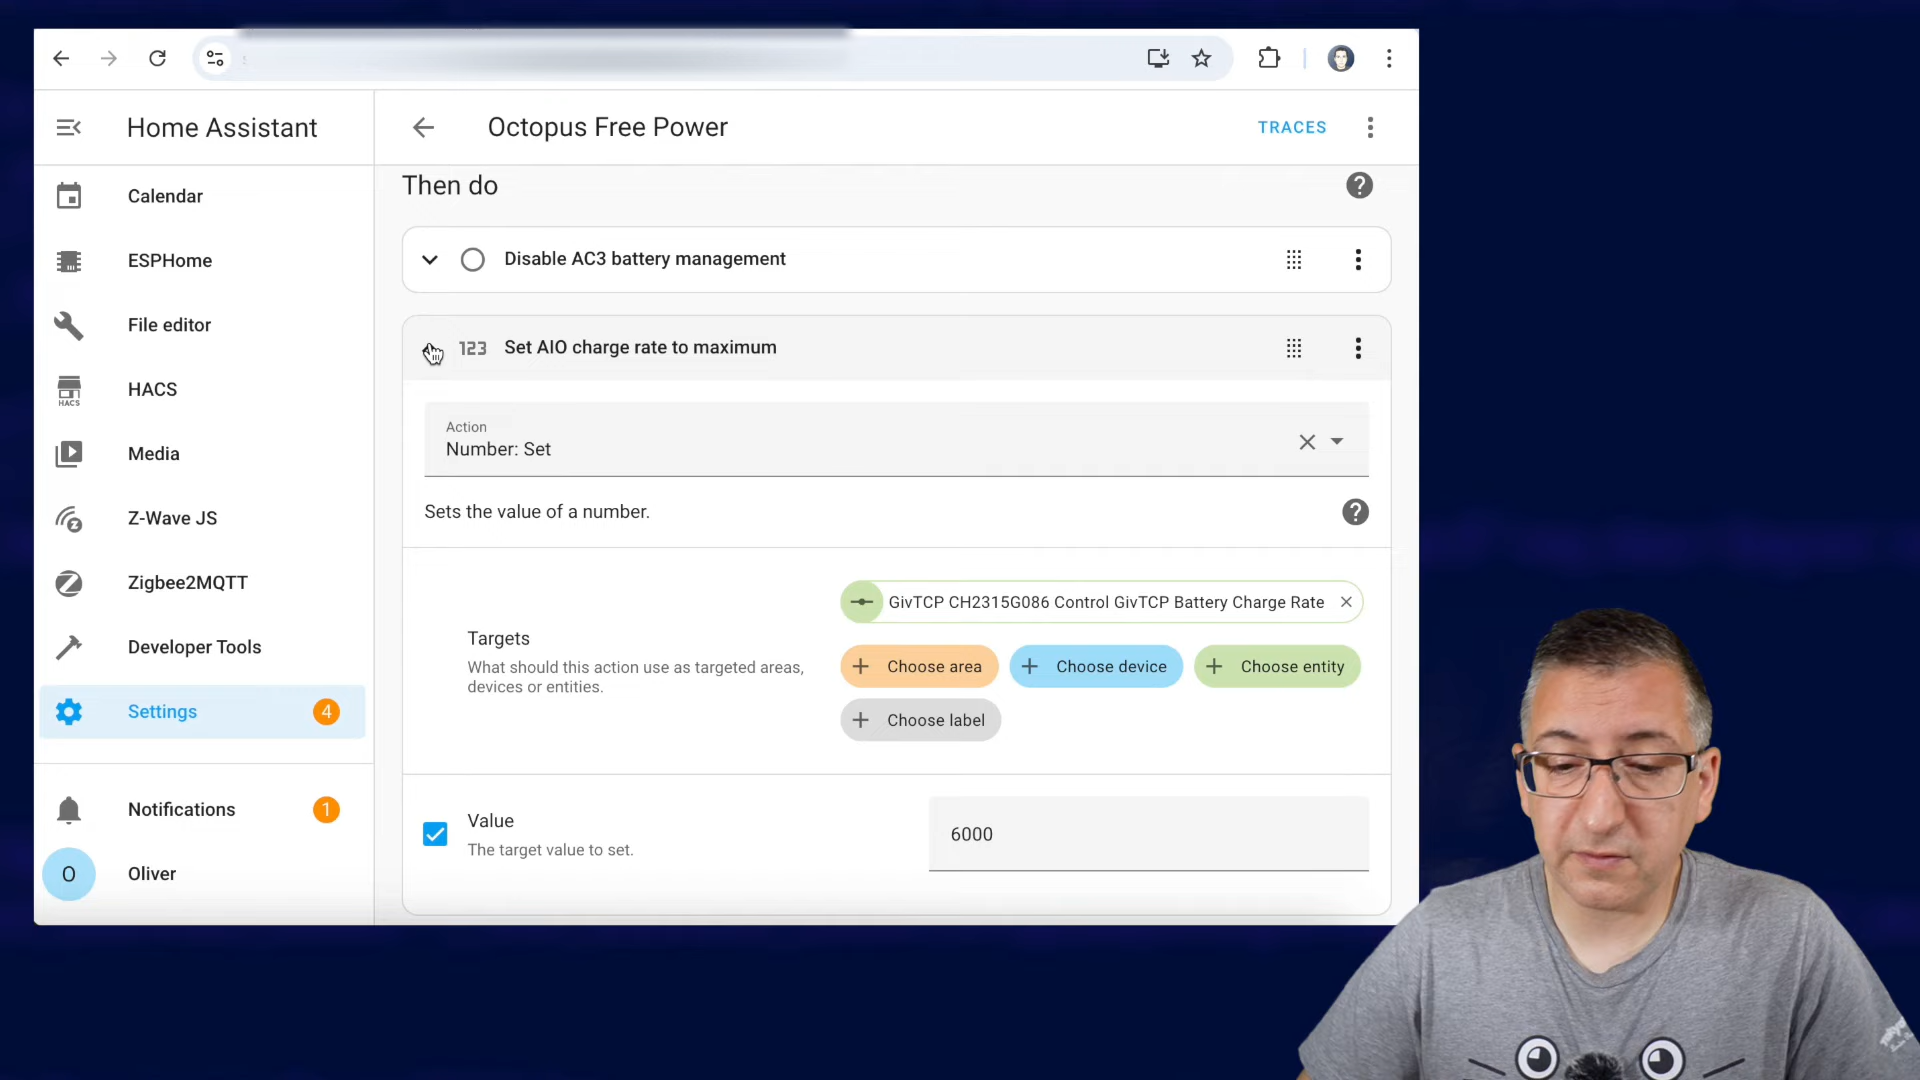 Home Assistant
Octopus Free Power
TRACES
Calendar
ESPHome
File editor
HACS
HACS
Media
Z-Wave JS
Zigbee2MQTT
Developer Tools
Settings
4
Notifications
1
O
Oliver
Then do
Disable AC3 battery management
123
Set AIO charge rate to maximum
Action
Number: Set
Sets the value of a number.
GivTCP CH2315G086 Control GivTCP Battery Charge Rate
Targets
What should this action use as targeted areas,
devices or entities.
Choose area
Choose device
Choose entity
Choose label
Value
The target value to set.
6000